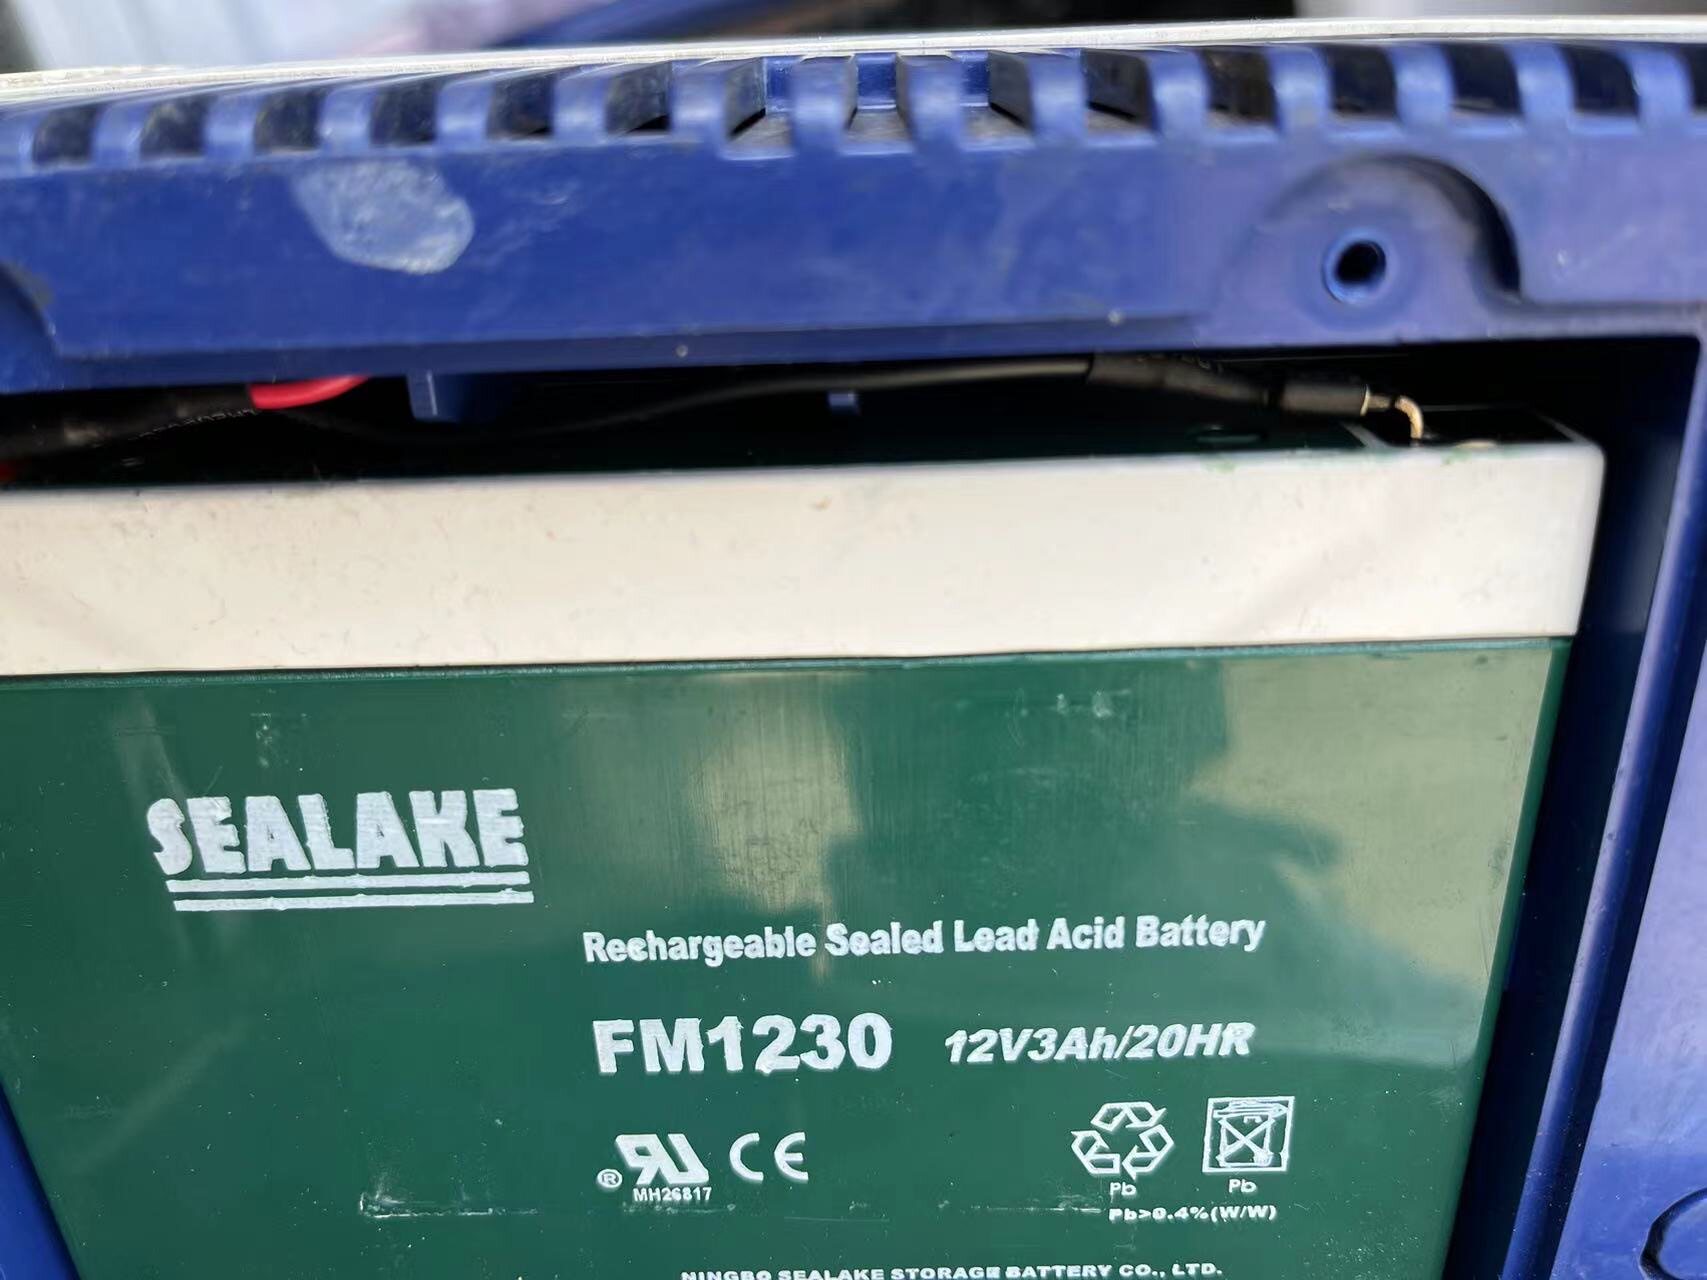 SEALAKE
Rechargeable Sealed Lead Acid Battery
FM1230 12V3Ah/20HR
® CE
MH26817
Pb Pb
Pb>0.4%(W/W)
NINGBO SEALAKE STORAGE BATTERY CO., LTD.